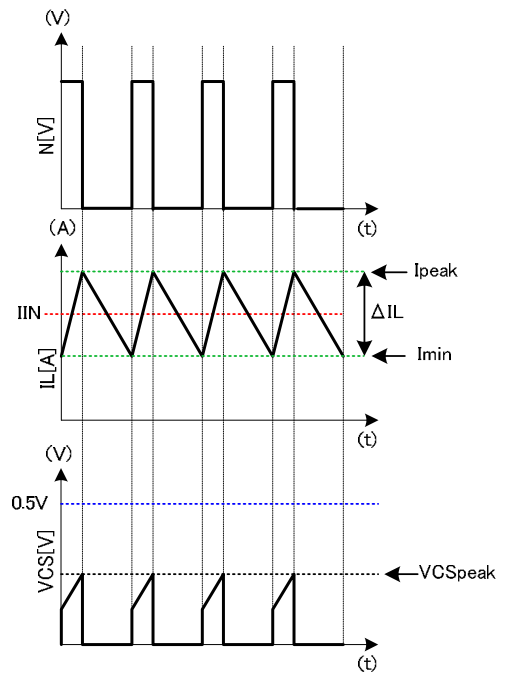 (V)
N[V]
(t)
(A)
Ipeak
IIN
ΔIL
Imin
IL[A]
(t)
(V)
0.5V
VCS[V]
VCSpeak
(t)